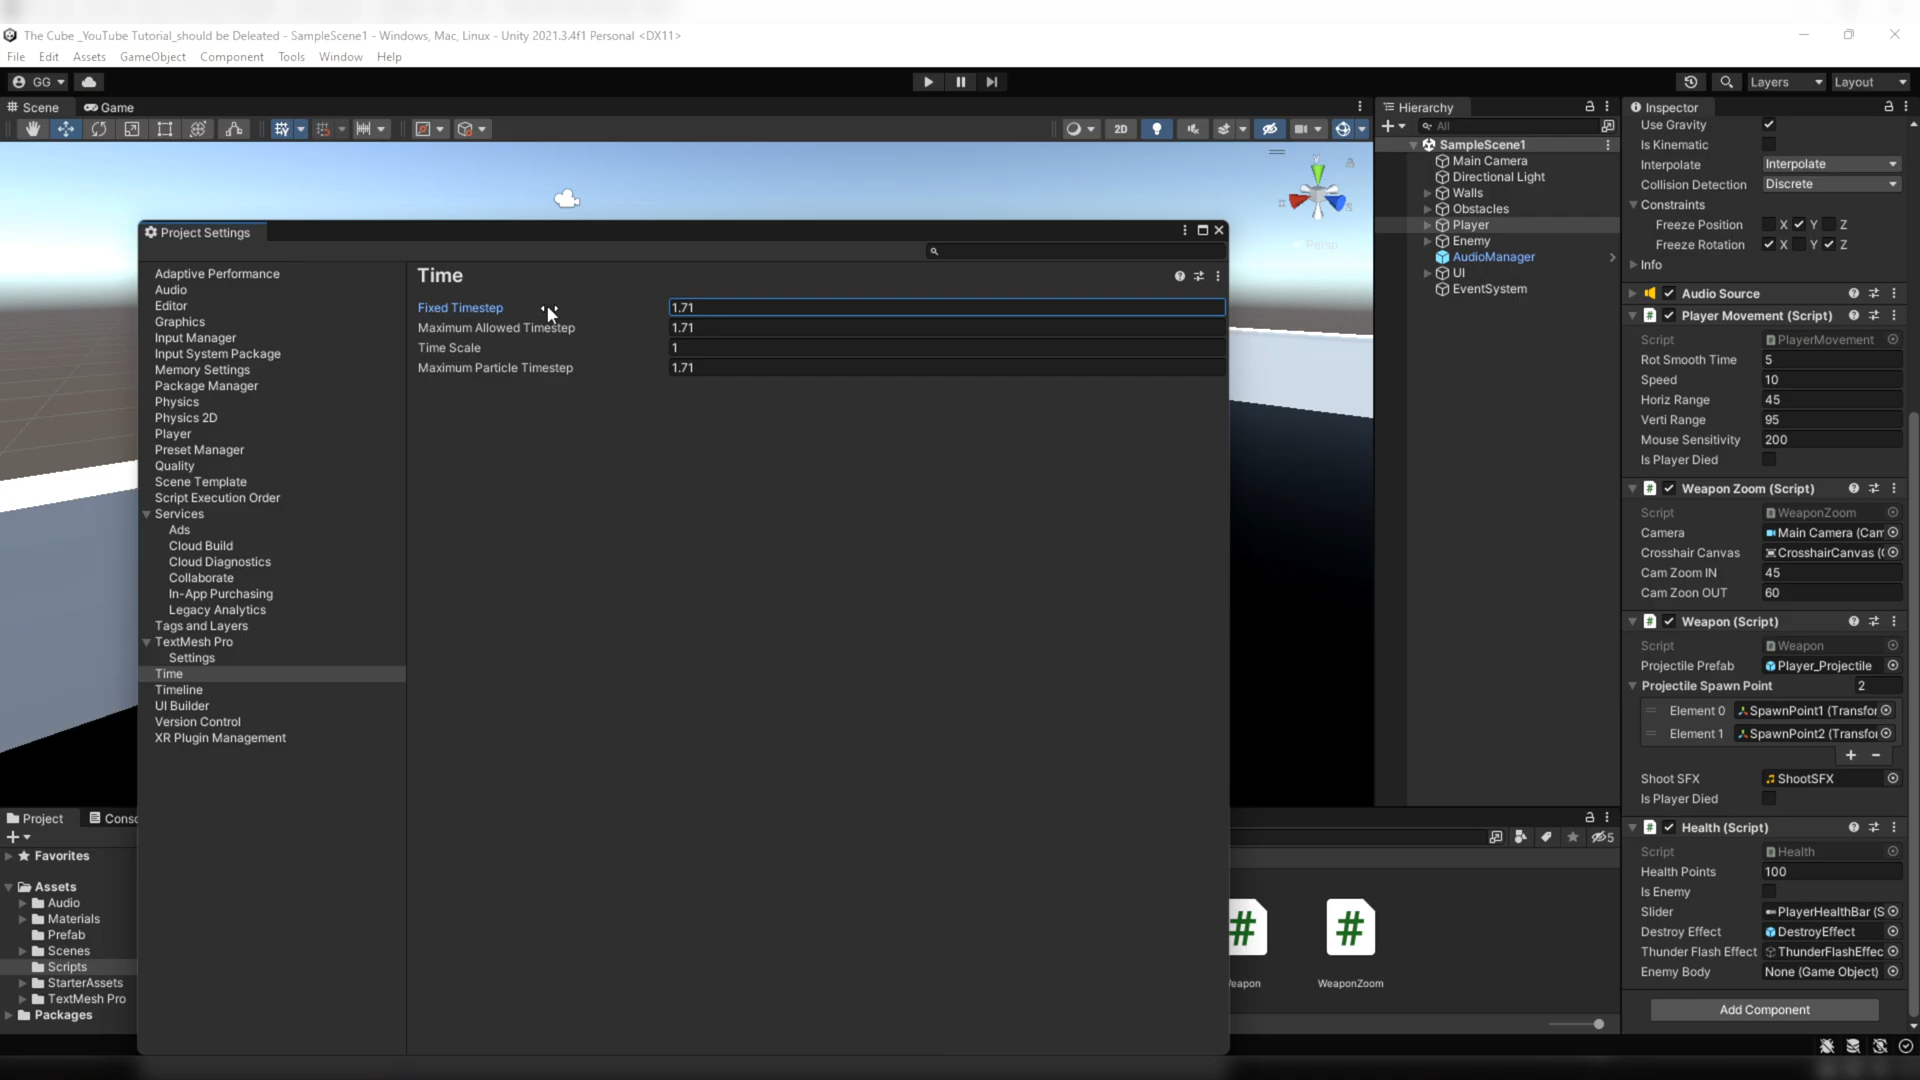 The Cube _YouTube Tutorial_should be Deleated - SampleScene1 - Windows, Mac, Linux - Unity 2021.3.4f1 Personal <DX11>
File Edit Assets GameObject Component Tools Window Help
GG
Layers Layout
Scene Game
2D
Persp
Hierarchy
All
SampleScene1
Main Camera
Directional Light
Walls
Obstacles
Player
Enemy
AudioManager
UI
EventSystem
Project Settings
Adaptive Performance
Audio
Editor
Graphics
Input Manager
Input System Package
Memory Settings
Package Manager
Physics
Physics 2D
Player
Preset Manager
Quality
Scene Template
Script Execution Order
Services
Ads
Cloud Build
Cloud Diagnostics
Collaborate
In-App Purchasing
Legacy Analytics
Tags and Layers
TextMesh Pro
Settings
Time
Timeline
UI Builder
Version Control
XR Plugin Management
Time
Fixed Timestep 1.71
Maximum Allowed Timestep 1.71
Time Scale 1
Maximum Particle Timestep 1.71
Project Conso
Favorites
Assets
Audio
Materials
Prefab
Scenes
Scripts
StarterAssets
TextMesh Pro
Packages
5
eapon
WeaponZoom
Inspector
Use Gravity
Is Kinematic
Interpolate Interpolate
Collision Detection Discrete
Constraints
Freeze Position X Y Z
Freeze Rotation X Y Z
Info
Audio Source
Player Movement (Script)
Script PlayerMovement
Rot Smooth Time 5
Speed 10
Horiz Range 45
Verti Range 95
Mouse Sensitivity 200
Is Player Died
Weapon Zoom (Script)
Script WeaponZoom
Camera Main Camera (Cam
Crosshair Canvas CrosshairCanvas (
Cam Zoom IN 45
Cam Zoon OUT 60
Weapon (Script)
Script Weapon
Projectile Prefab Player_Projectile
Projectile Spawn Point 2
Element 0 SpawnPoint1 (Transfor
Element 1 SpawnPoint2 (Transfor
Shoot SFX ShootSFX
Is Player Died
Health (Script)
Script Health
Health Points 100
Is Enemy
Slider PlayerHealthBar (S
Destroy Effect DestroyEffect
Thunder Flash Effect ThunderFlashEffec
Enemy Body None (Game Object)
Add Component